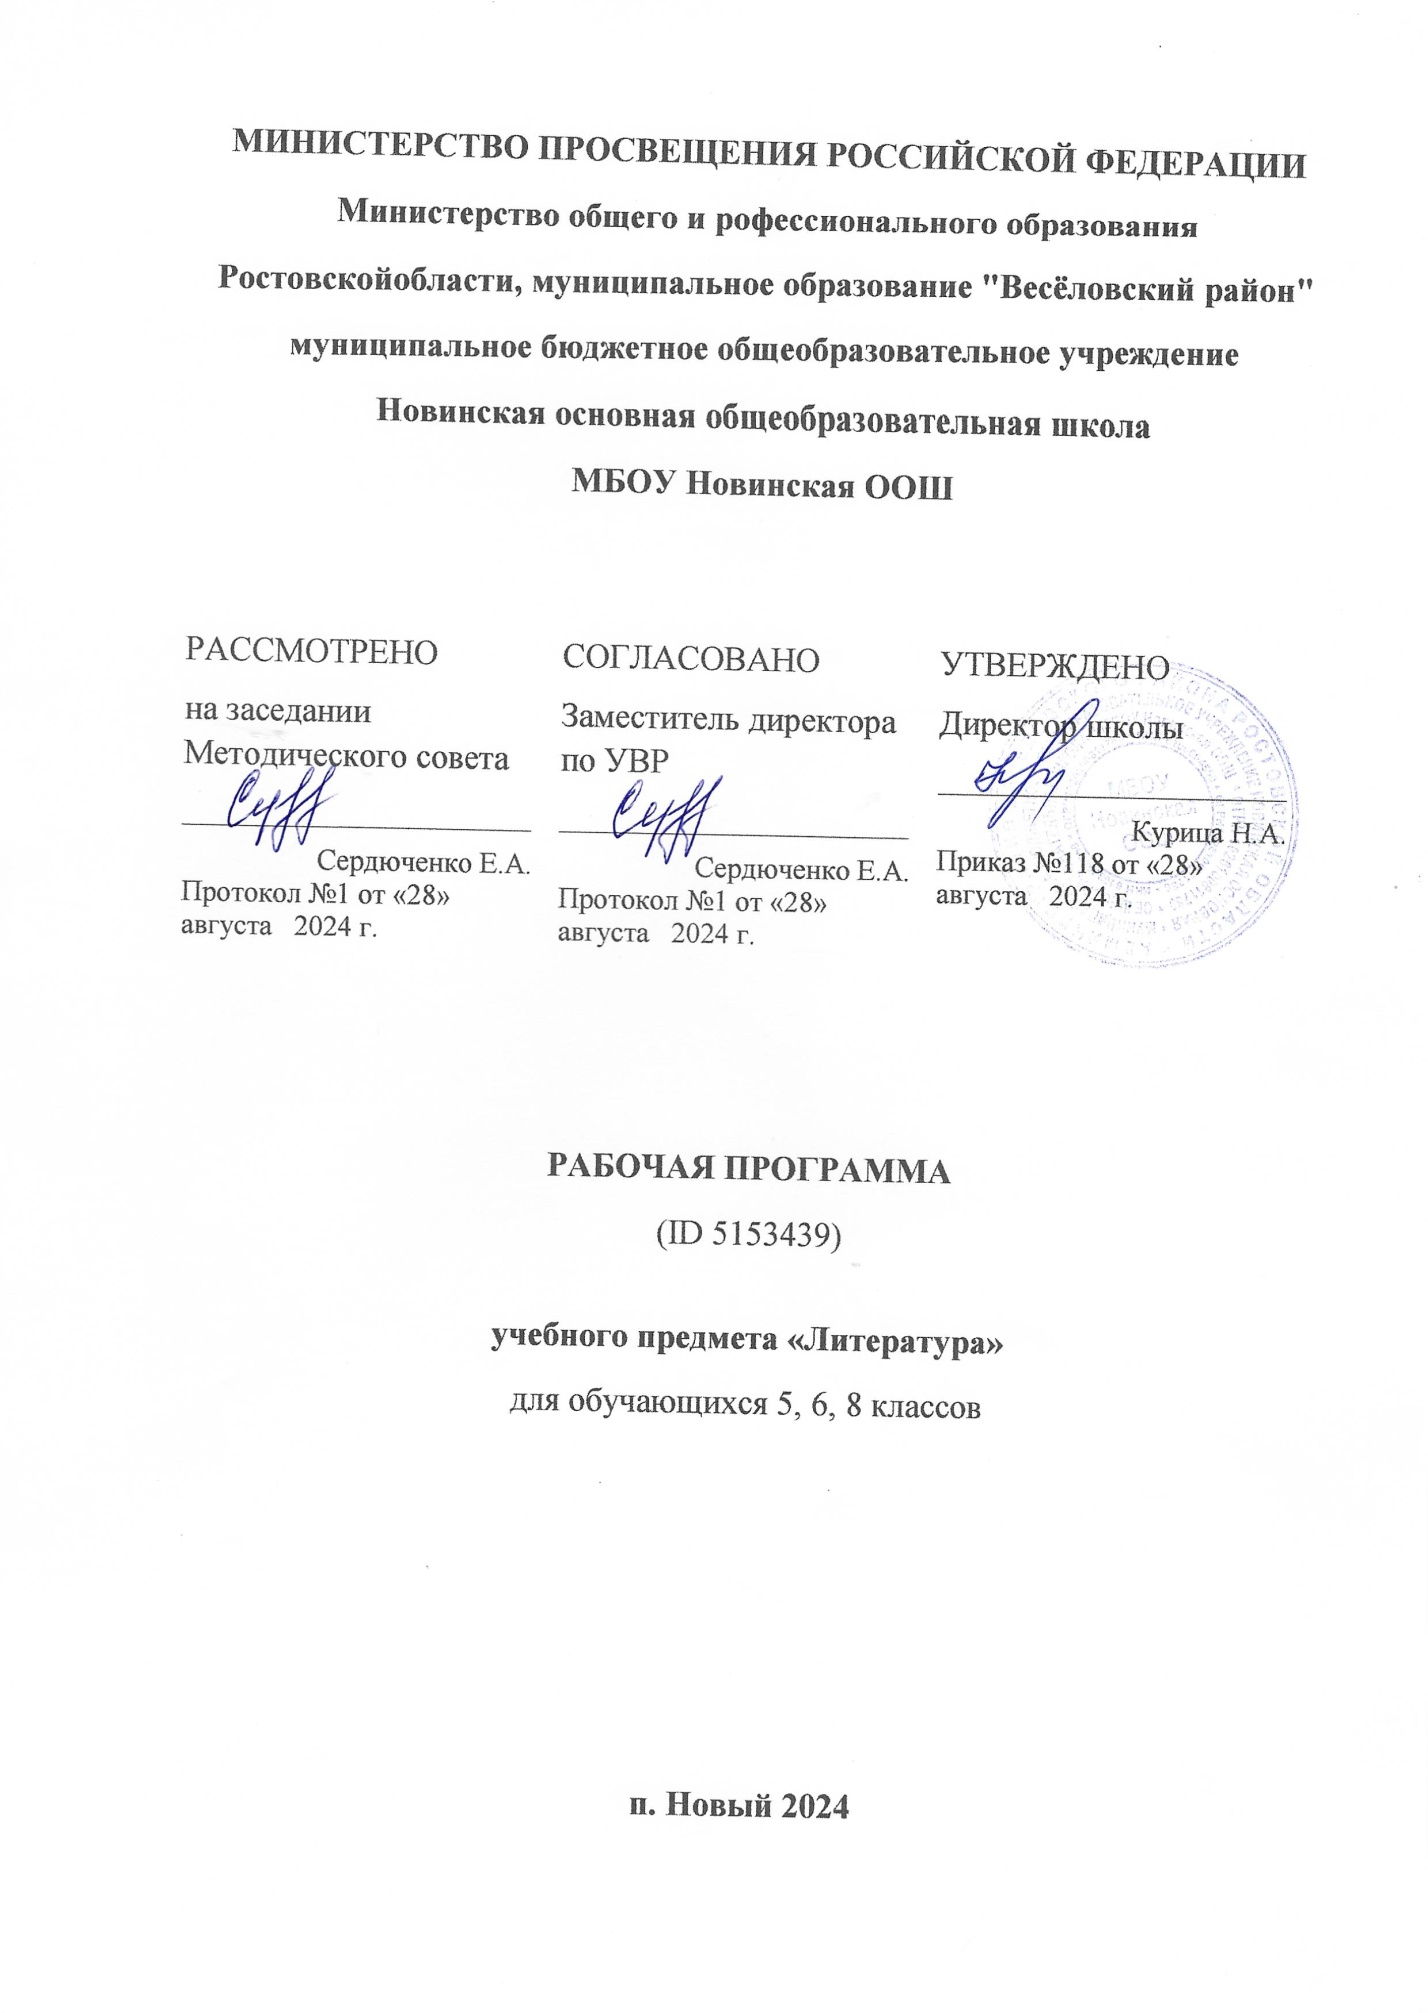 МИНИСТЕРСТВО ПРОСВЕЩЕНИЯ РОССИЙСКОЙ ФЕДЕРАЦИИ
Министерство общего и рофессионального образования
Ростовскойобласти, муниципальное образование "Весёловский район"
муниципальное бюджетное общеобразовательное учреждение
Новинская основная общеобразовательная школа
МБОУ Новинская ООШ
РАССМОТРЕНО
на заседании
Методического совета
Сердюченко Е.А.
Протокол №1 от «28»
августа 2024 г.
СОГЛАСОВАНО
Заместитель директора
по УВР
Сердюченко Е.А.
Протокол №1 от «28»
августа 2024 г.
УТВЕРЖДЕНО
Директор школы
Курица Н.А.
Приказ №118 от «28»
августа 2024 г.
МБОУ
Новинская
РАБОЧАЯ ПРОГРАММА
(ID 5153439)
учебного предмета «Литература»
для обучающихся 5, 6, 8 классов
п. Новый 2024